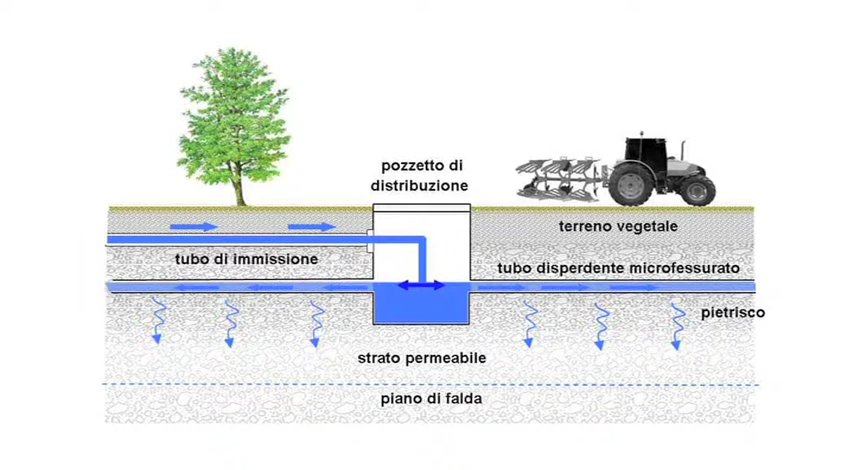 pozzetto di
distribuzione
terreno vegetale
tubo di immissione
tubo disperdente microfessurato
pietrisco
strato permeabile
piano di falda